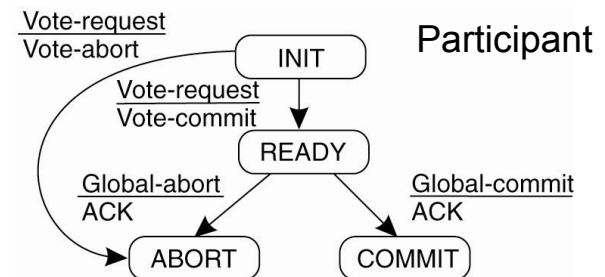 Vote-request
Vote-abort
Participant
INIT
Vote-request
Vote-commit
READY
Global-abort
ACK
Global-commit
ACK
ABORT
COMMIT